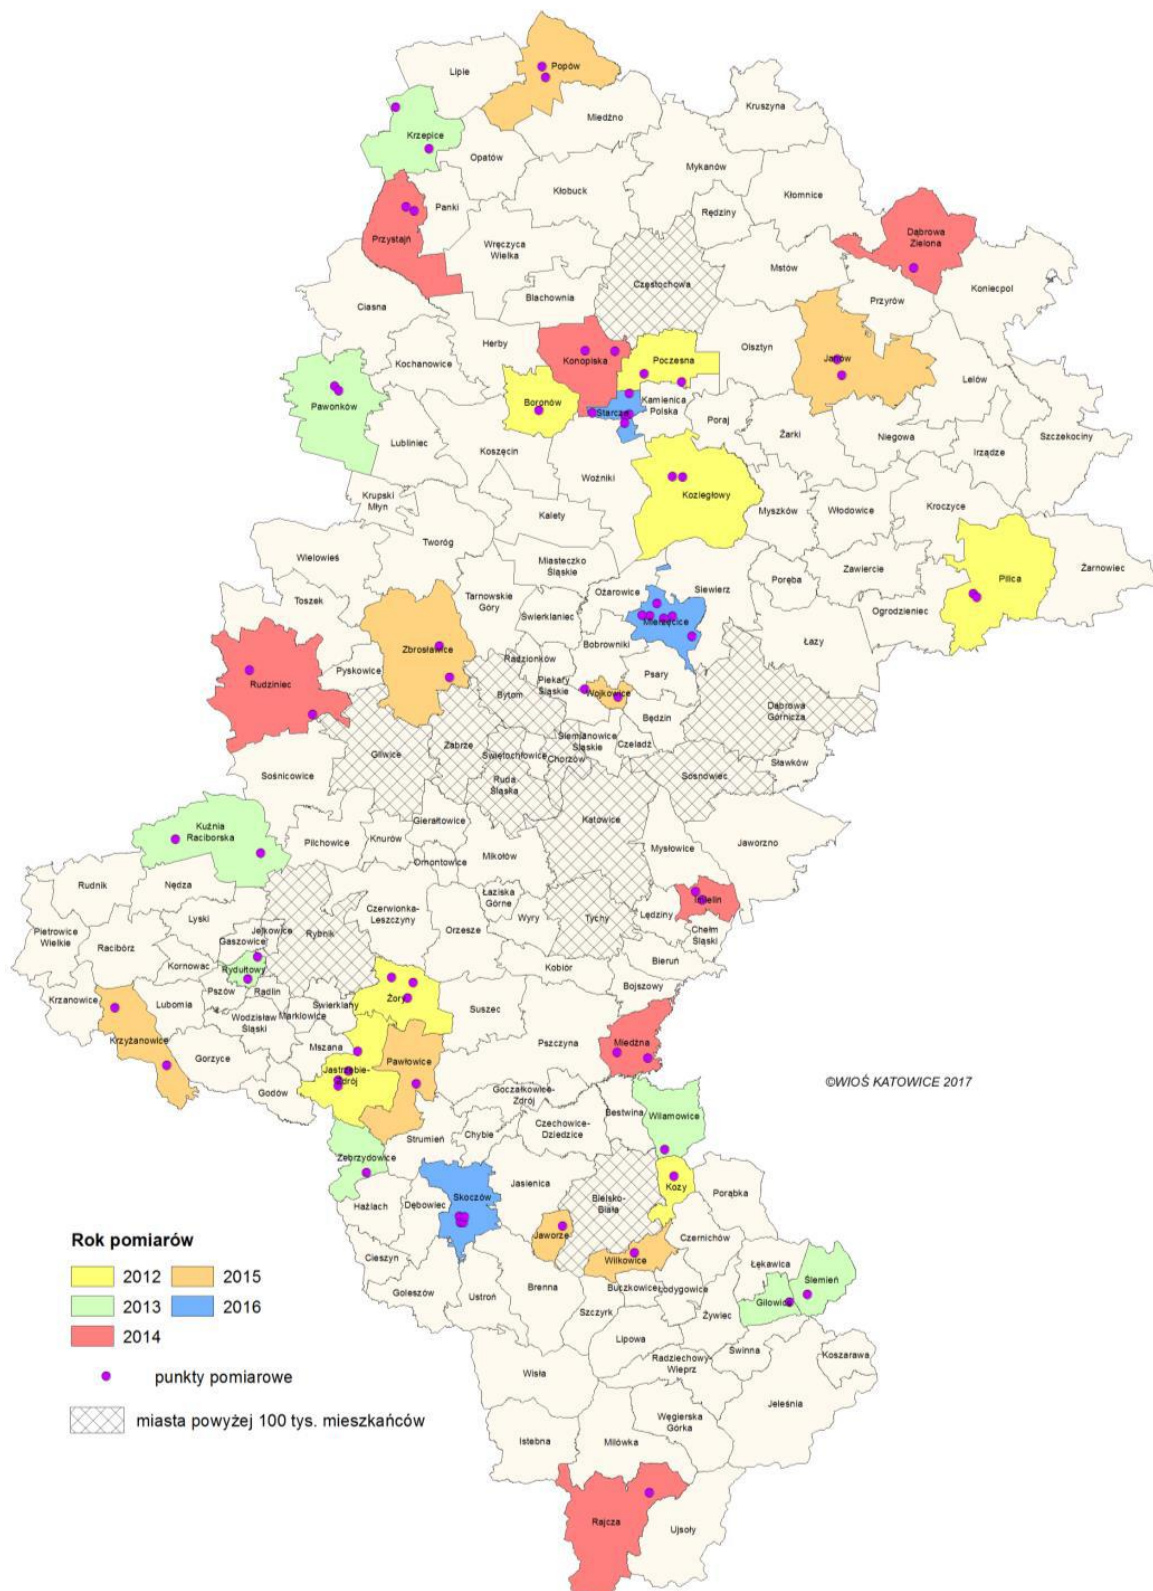 Lipie
Popów
Kruszyna
Miedźno
Krzepice
Opatów
Mykanów
Kłobuck
Kłomnice
Panki
Rędziny
Przystajń
Dąbrowa
Zielona
Wręczyca
Wielka
Mstów
Częstochowa
Koniecpol
Blachownia
Przyrów
Ciasna
Herby
Olsztyn
Konopiska
Poczesna
Janów
Kochanowice
Lelów
Pawonków
Boronów
Kamienica
Polska
Starcza
Poraj
Żarki
Niegowa
Szczekociny
Lubliniec
Koszęcin
Irządze
Woźniki
Koziegłowy
Krupski
Młyn
Kalety
Myszków
Włodowice
Kroczyce
Tworóg
Wielowieś
Miasteczko
Śląskie
Poręba
Zawiercie
Pilica
Żarnowiec
Toszek
Tarnowskie
Góry
Ożarowice
Siewierz
Świerklaniec
Ogrodzieniec
Mierzęcice
Zbrosławice
Bobrowniki
Łazy
Radzionków
Pyskowice
Rudziniec
Piekary
Śląskie
Psary
Bytom
Wojkowice
Dąbrowa
Górnicza
Będzin
Siemianowice
Śląskie
Czeladź
Gliwice
Zabrze
Świętochłowice
Chorzów
Sławków
Sośnicowice
Ruda
Śląska
Sosnowiec
Gierałtowice
Katowice
Kuźnia
Raciborska
Pilchowice
Knurów
Mysłowice
Jaworzno
Ornontowice
Mikołów
Rudnik
Nędza
Łaziska
Górne
Imielin
Czerwionka-
Leszczyny
Lyski
Wyry
Tychy
Lędziny
Pietrowice
Wielkie
Jejkowice
Rybnik
Orzesze
Chełm
Śląski
Gaszowice
Racibórz
Kornowac
Rydułtowy
Kobiór
Bieruń
Pszów
Radlin
Bojszowy
Krzanowice
Lubomia
Świerklany
Żory
Suszec
Wodzisław
Śląski
Marklowice
Krzyżanowice
Mszana
Pszczyna
Miedźna
Gorzyce
Pawłowice
Jastrzębie-
Zdrój
©WIOŚ KATOWICE 2017
Godów
Goczałkowice-
Zdrój
Bestwina
Wilamowice
Czechowice-
Dziedzice
Strumień
Chybie
Zebrzydowice
Jasienica
Kozy
Porąbka
Hażlach
Dębowiec
Skoczów
Bielsko-
Biała
Jaworze
Czernichów
Cieszyn
Wilkowice
Łękawica
Ślemień
Brenna
Buczkowice
Łodygowice
Goleszów
Ustroń
Gilowice
Szczyrk
Żywiec
Lipowa
Świnna
Koszarawa
Radziechowy-
Wieprz
Wisła
Jeleśnia
Węgierska
Górka
Istebna
Milówka
Rajcza
Ujsoły
Rok pomiarów
2012 2015
2013 2016
2014
punkty pomiarowe
miasta powyżej 100 tys. mieszkańców